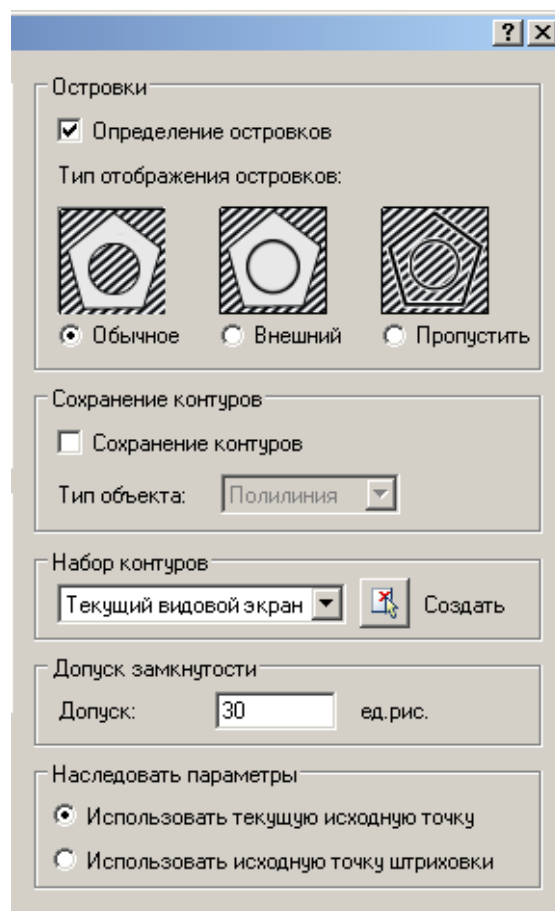 Островки
Определение островков
Тип отображения островков:
Обычное Внешний Пропустить
Сохранение контуров
Сохранение контуров
Тип объекта: Полилиния
Набор контуров
Текущий видовой экран Создать
Допуск замкнутости
Допуск: 30 ед.рис.
Наследовать параметры
Использовать текущую исходную точку
Использовать исходную точку штриховки